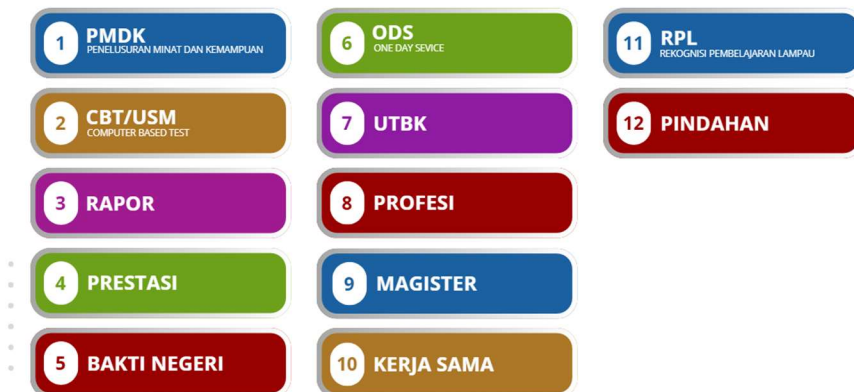 1 PMDK
PENELUSURAN MINAT DAN KEMAMPUAN
2 CBT/USM
COMPUTER BASED TEST
3 RAPOR
4 PRESTASI
5 BAKTI NEGERI
6 ODS
ONE DAY SEVICE
7 UTBK
8 PROFESI
9 MAGISTER
10 KERJA SAMA
11 RPL
REKOGNISI PEMBELAJARAN LAMPAU
12 PINDAHAN